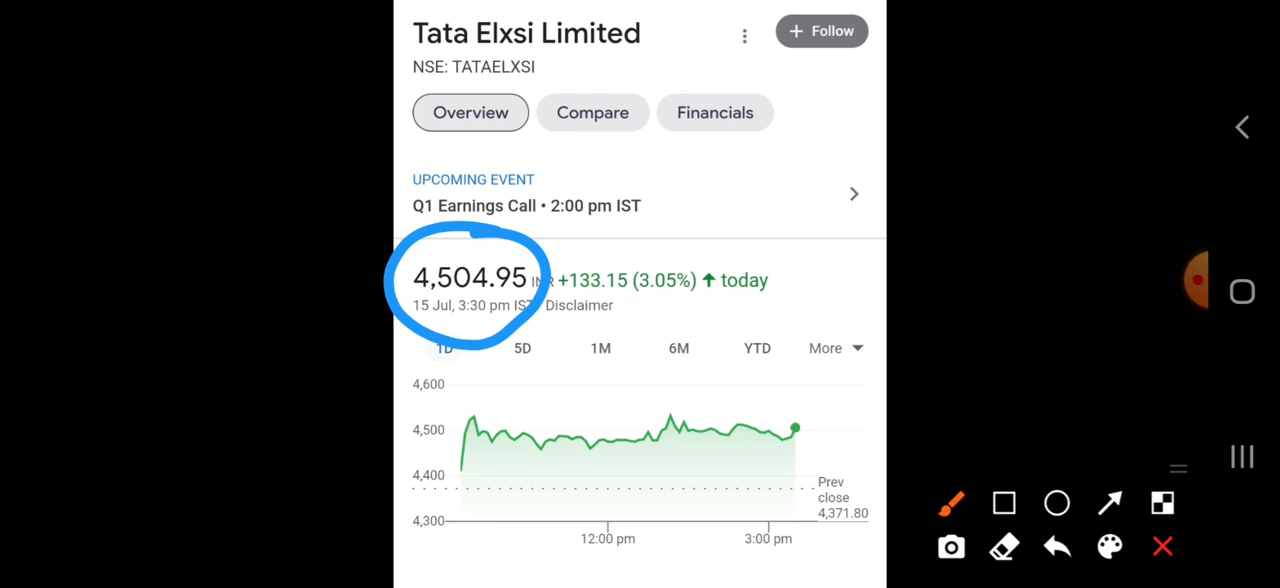 Tata Elxsi Limited
+ Follow
NSE: TATAELXSI
Overview Compare Financials
UPCOMING EVENT
Q1 Earnings Call • 2:00 pm IST
4,504.95 INR +133.15 (3.05%) ↑ today
15 Jul, 3:30 pm IST Disclaimer
1D 5D 1M 6M YTD More
4,600
4,500
4,400
Prev
close
4,371.80
4,300
12:00 pm 3:00 pm